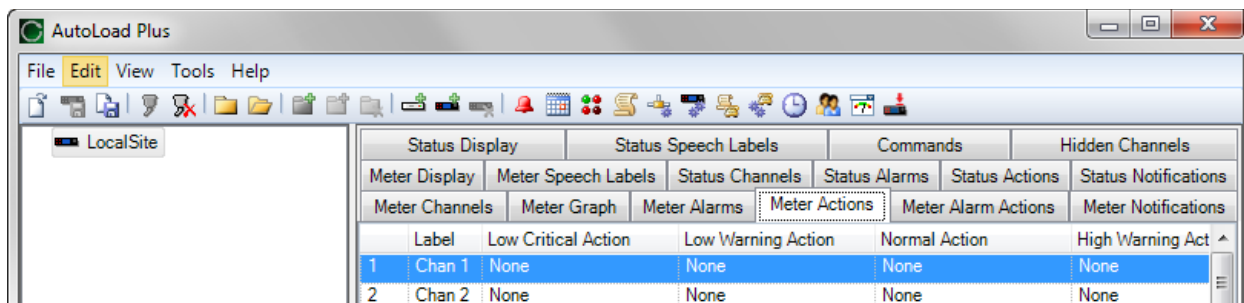 AutoLoad Plus
File Edit View Tools Help
LocalSite
Status Display Status Speech Labels Commands Hidden Channels
Meter Display Meter Speech Labels Status Channels Status Alarms Status Actions Status Notifications
Meter Channels Meter Graph Meter Alarms Meter Actions Meter Alarm Actions Meter Notifications
Label Low Critical Action Low Warning Action Normal Action High Warning Act
1 Chan 1 None None None None
2 Chan 2 None None None None